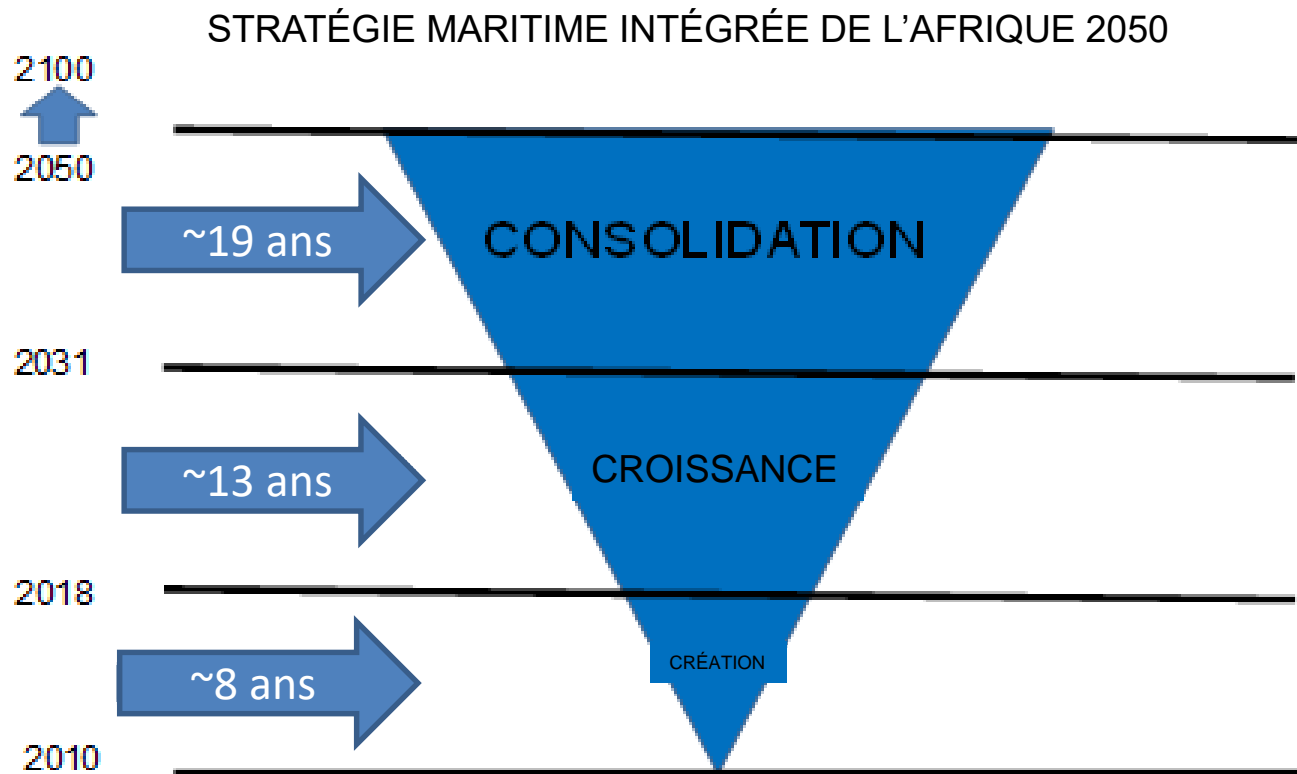 STRATÉGIE MARITIME INTÉGRÉE DE L’AFRIQUE 2050
2100
2050
~19 ans
CONSOLIDATION
2031
~13 ans
CROISSANCE
2018
~8 ans
CRÉATION
2010